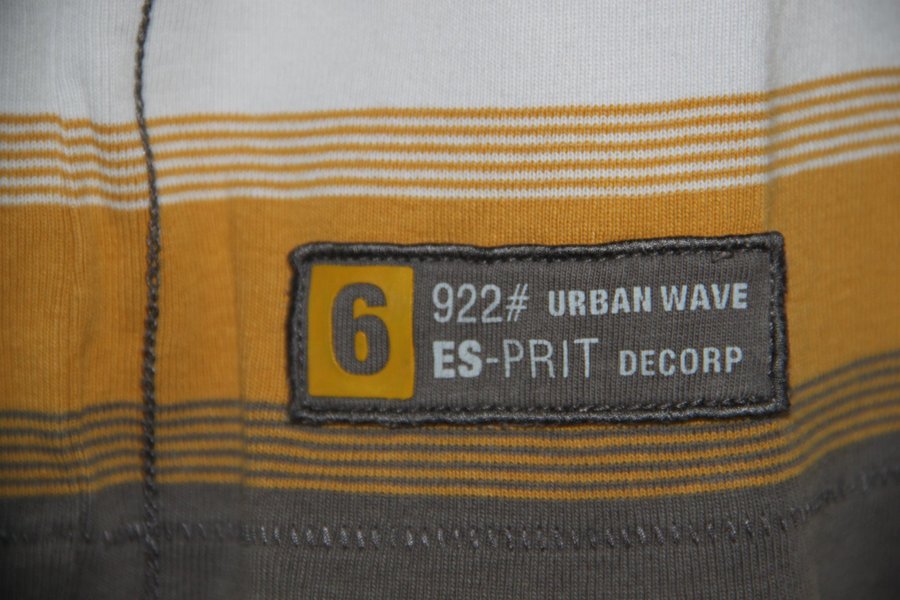 6
922# URBAN WAVE
ES-PRIT DECORP